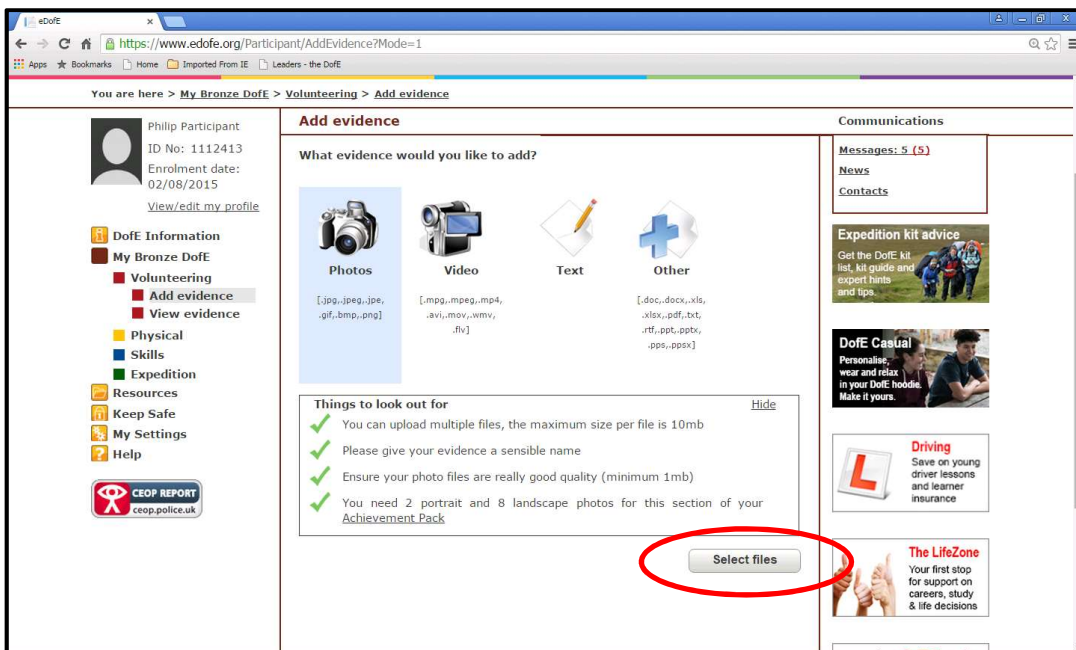 eDofE
https://www.edofe.org/Participant/AddEvidence?Mode=1
Apps Bookmarks Home Imported From IE Leaders - the DofE
You are here > My Bronze DofE > Volunteering > Add evidence
Philip Participant
ID No: 1112413
Enrolment date:
02/08/2015
View/edit my profile
DofE Information
My Bronze DofE
Volunteering
Add evidence
View evidence
Physical
Skills
Expedition
Resources
Keep Safe
My Settings
Help
CEOP REPORT
ceop.police.uk
Add evidence
What evidence would you like to add?
Photos
[.jpg,.jpeg,.jpe,
.gif,.bmp,.png]
Video
[.mpg,.mpeg,.mp4,
.avi,.mov,.wmv,
.flv]
Text
Other
[.doc,.docx,.xls,
.xlsx,.pdf,.txt,
.rtf,.ppt,.pptx,
.pps,.ppsx]
Things to look out for Hide
You can upload multiple files, the maximum size per file is 10mb
Please give your evidence a sensible name
Ensure your photo files are really good quality (minimum 1mb)
You need 2 portrait and 8 landscape photos for this section of your
Achievement Pack
Select files
Communications
Messages: 5 (5)
News
Contacts
Expedition kit advice
Get the DofE kit
list, kit guide and
expert hints
and tips.
DofE Casual
Personalise,
wear and relax
in your DofE hoodie.
Make it yours.
L
Driving
Save on young
driver lessons
and learner
insurance
The LifeZone
Your first stop
for support on
careers, study
& life decisions